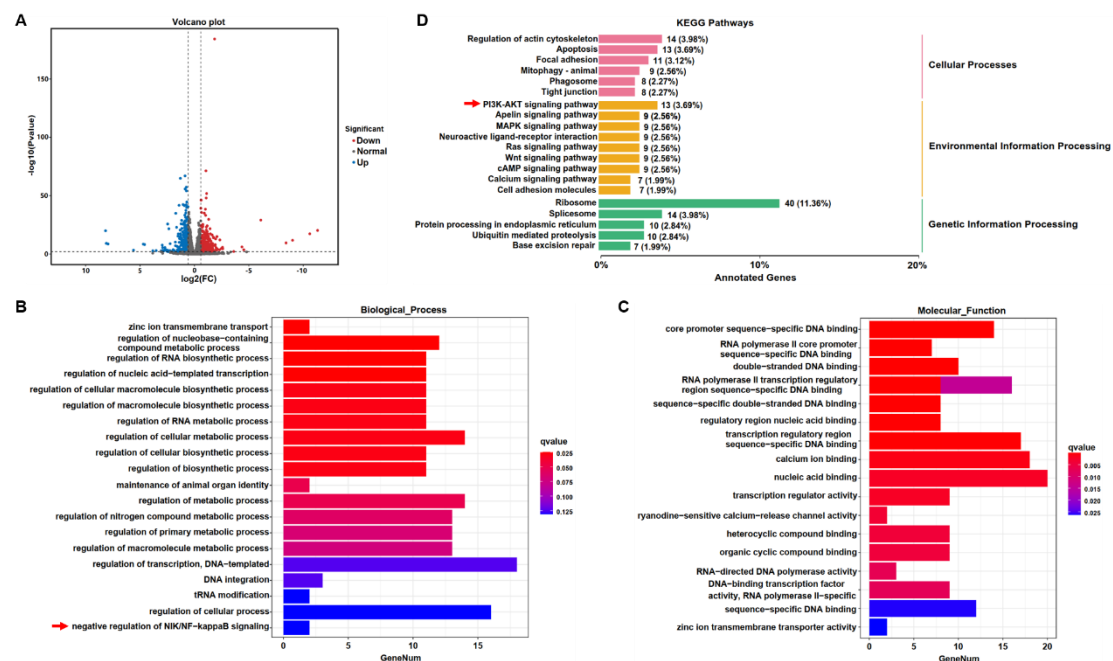 A
Volcano plot
-log10(Pvalue)
150
100
50
0
10
5
0
-5
-10
log2(FC)
Significant
Down
Normal
Up
D
KEGG Pathways
Regulation of actin cytoskeleton 14 (3.98%)
Apoptosis 13 (3.69%)
Focal adhesion 11 (3.12%)
Mitophagy - animal 9 (2.56%)
Phagosome 8 (2.27%)
Tight junction 8 (2.27%)
Cellular Processes
PI3K-AKT signaling pathway 13 (3.69%)
Apelin signaling pathway 9 (2.56%)
MAPK signaling pathway 9 (2.56%)
Neuroactive ligand-receptor interaction 9 (2.56%)
Ras signaling pathway 9 (2.56%)
Wnt signaling pathway 9 (2.56%)
cAMP signaling pathway 9 (2.56%)
Calcium signaling pathway 7 (1.99%)
Cell adhesion molecules 7 (1.99%)
Environmental Information Processing
Ribosome 40 (11.36%)
Splicesome 14 (3.98%)
Protein processing in endoplasmic reticulum 10 (2.84%)
Ubiquitin mediated proteolysis 10 (2.84%)
Base excision repair 7 (1.99%)
Genetic Information Processing
0%
10%
20%
Annotated Genes
B
Biological_Process
zinc ion transmembrane transport
regulation of nucleobase−containing
compound metabolic process
regulation of RNA biosynthetic process
regulation of nucleic acid−templated transcription
regulation of cellular macromolecule biosynthetic process
regulation of macromolecule biosynthetic process
regulation of RNA metabolic process
regulation of cellular metabolic process
regulation of cellular biosynthetic process
regulation of biosynthetic process
maintenance of animal organ identity
regulation of metabolic process
regulation of nitrogen compound metabolic process
regulation of primary metabolic process
regulation of macromolecule metabolic process
regulation of transcription, DNA−templated
DNA integration
tRNA modification
regulation of cellular process
negative regulation of NIK/NF−kappaB signaling
0
5
10
15
GeneNum
qvalue
0.025
0.050
0.075
0.100
0.125
C
Molecular_Function
core promoter sequence−specific DNA binding
RNA polymerase II core promoter
sequence−specific DNA binding
double−stranded DNA binding
RNA polymerase II transcription regulatory
region sequence−specific DNA binding
sequence−specific double−stranded DNA binding
regulatory region nucleic acid binding
transcription regulatory region
sequence−specific DNA binding
calcium ion binding
nucleic acid binding
transcription regulator activity
ryanodine−sensitive calcium−release channel activity
heterocyclic compound binding
organic cyclic compound binding
RNA−directed DNA polymerase activity
DNA−binding transcription factor
activity, RNA polymerase II−specific
sequence−specific DNA binding
zinc ion transmembrane transporter activity
0
5
10
15
20
GeneNum
qvalue
0.005
0.010
0.015
0.020
0.025